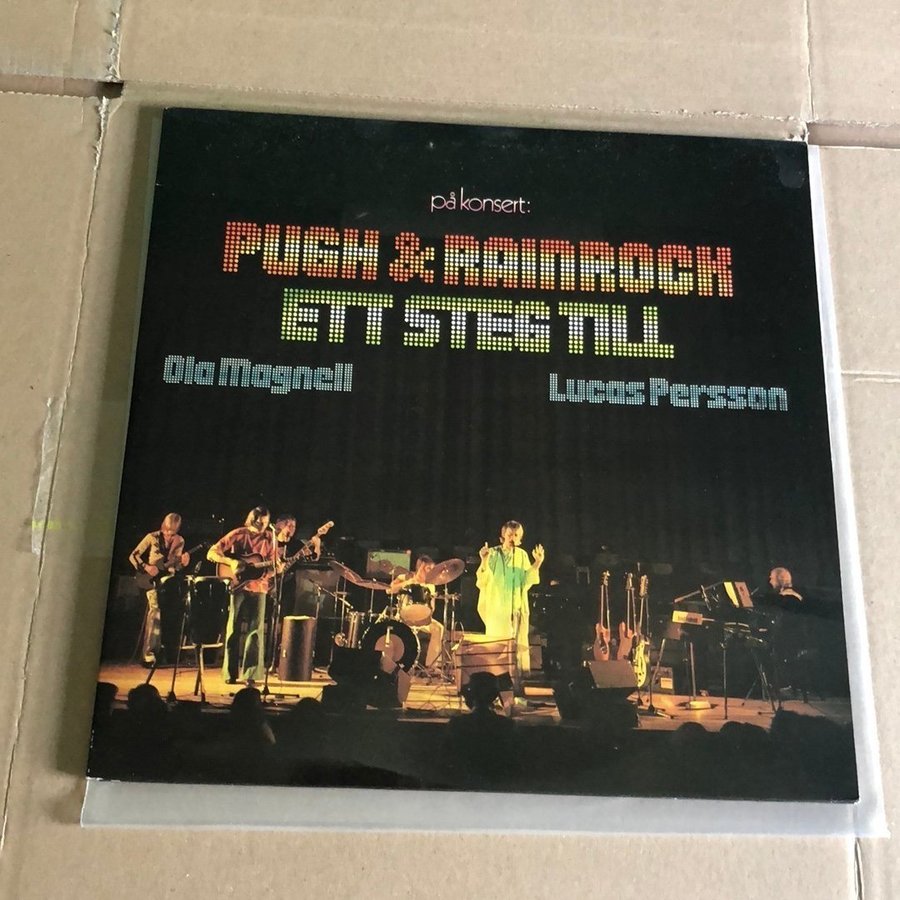 på konsert:
PUGH & RAINROCK
ETT STEG TILL
Ola Magnell
Lucas Persson